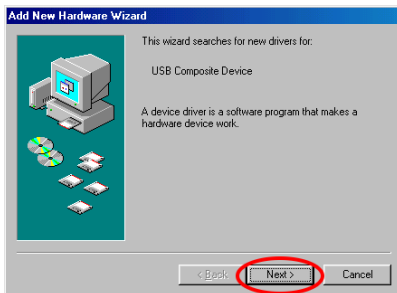 Add New Hardware Wizard
This wizard searches for new drivers for:
USB Composite Device
A device driver is a software program that makes a
hardware device work.
< Back
Next >
Cancel